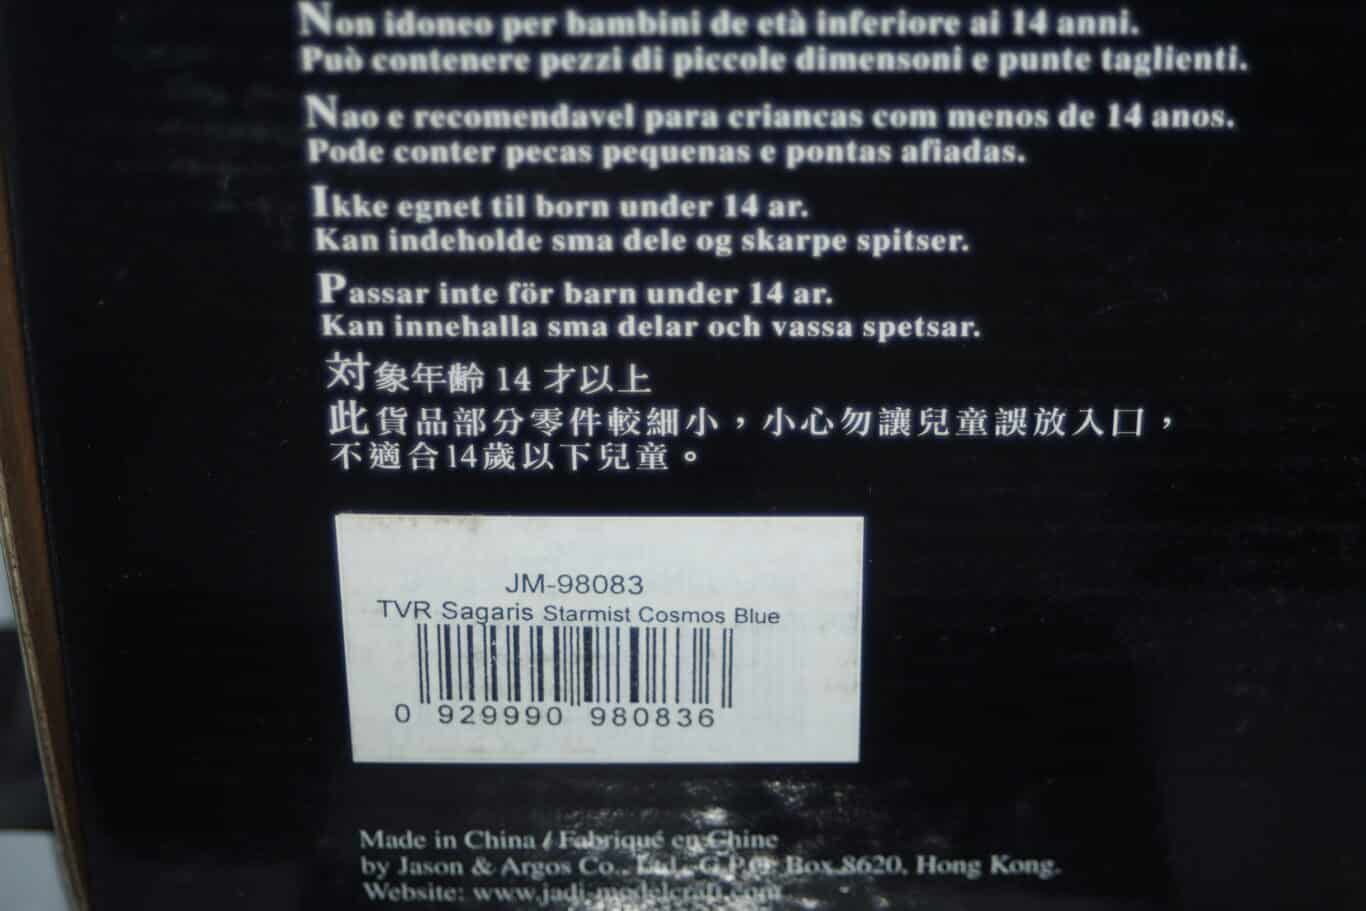 Non idoneo per bambini de età inferiore ai 14 anni.
Può contenere pezzi di piccole dimensoni e punte taglienti.
Nao e recomendavel para criancas com menos de 14 anos.
Pode conter pecas pequenas e pontas afiadas.
Ikke egnet til born under 14 ar.
Kan indeholde sma dele og skarpe spitser.
Passar inte för barn under 14 ar.
Kan innehalla sma delar och vassa spetsar.
対象年齢 14 才以上
此貨品部分零件較細小，小心勿讓兒童誤放入口，
不適合14歲以下兒童。
JM-98083
TVR Sagaris Starmist Cosmos Blue
0 929990 980836
Made in China / Fabriqué en Chine
by Jason & Argos Co., Ltd., G.P.O. Box 8620, Hong Kong.
Website: www.jadi-modelcraft.com